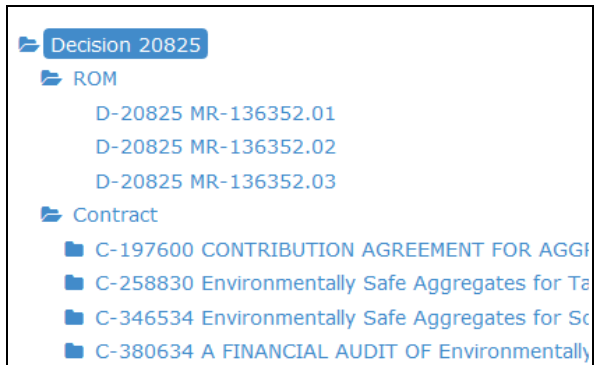 Decision 20825
ROM
D-20825 MR-136352.01
D-20825 MR-136352.02
D-20825 MR-136352.03
Contract
C-197600 CONTRIBUTION AGREEMENT FOR
C-258830 Environmentally Safe Aggregates for
C-346534 Environmentally Safe Aggregates for
C-380634 A FINANCIAL AUDIT OF Environmentally